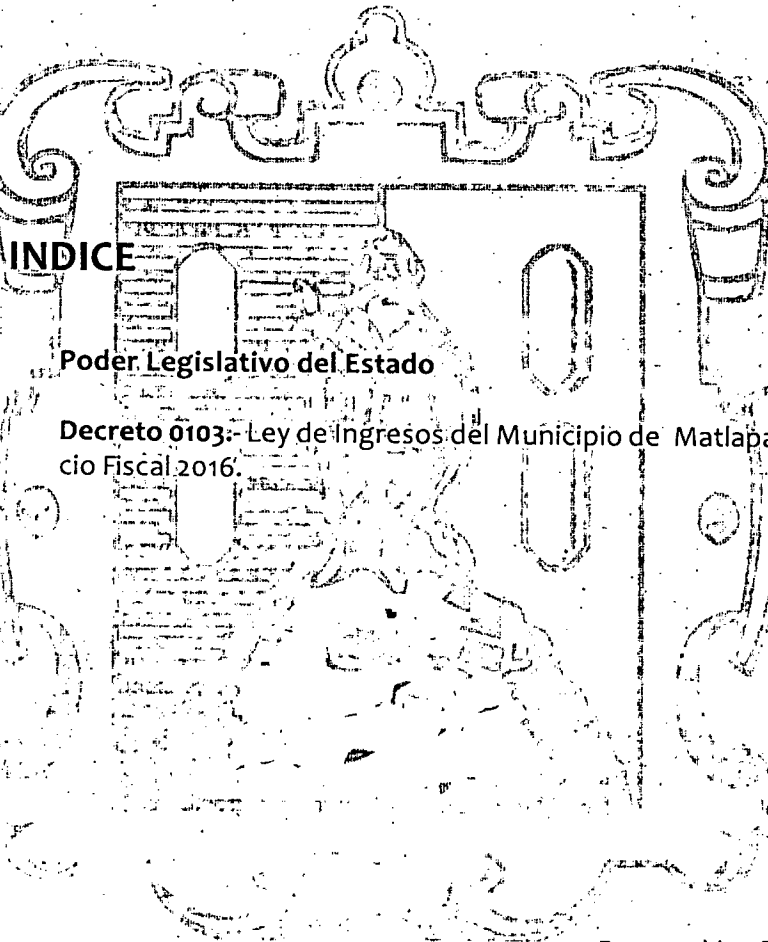 INDICE
Poder Legislativo del Estado
Decreto 0103:- Ley de Ingresos del Municipio de Matlapa
cio Fiscal 2016.